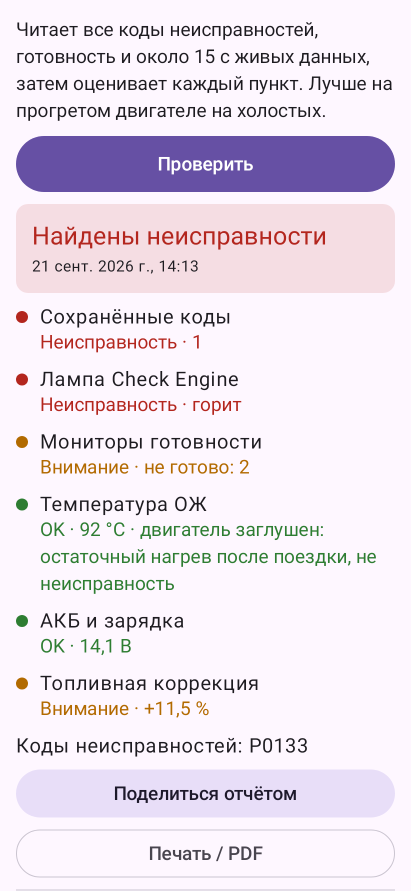 Читает все коды неисправностей,
готовность и около 15 с живых данных,
затем оценивает каждый пункт. Лучше на
прогретом двигателе на холостых.
Проверить
Найдены неисправности
21 сент. 2026 г., 14:13
Сохранённые коды
Неисправность · 1
Лампа Check Engine
Неисправность · горит
Мониторы готовности
Внимание · не готово: 2
Температура ОЖ
OK · 92 °C · двигатель заглушен:
остаточный нагрев после поездки, не
неисправность
АКБ и зарядка
OK · 14,1 В
Топливная коррекция
Внимание · +11,5 %
Коды неисправностей: P0133
Поделиться отчётом
Печать / PDF